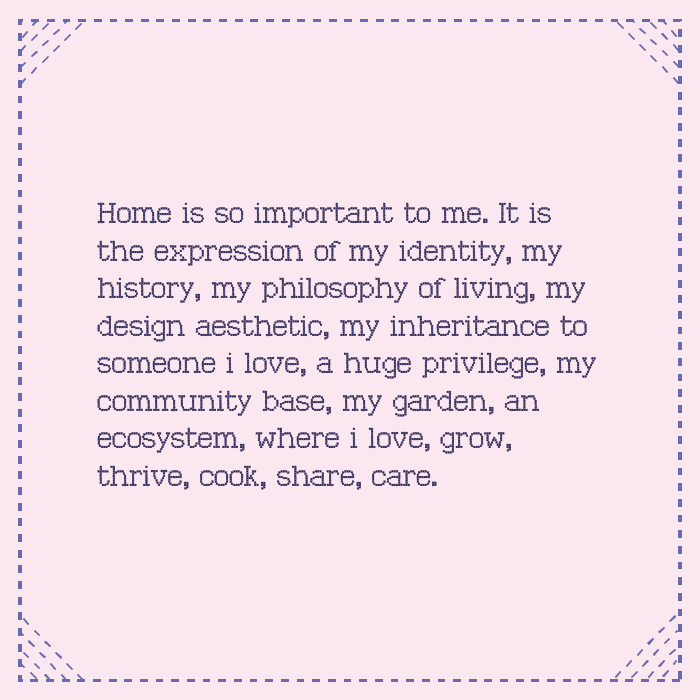 Home is so important to me. It is
the expression of my identity, my
history, my philosophy of living, my
design aesthetic, my inheritance to
someone i love, a huge privilege, my
community base, my garden, an
ecosystem, where i love, grow,
thrive, cook, share, care.